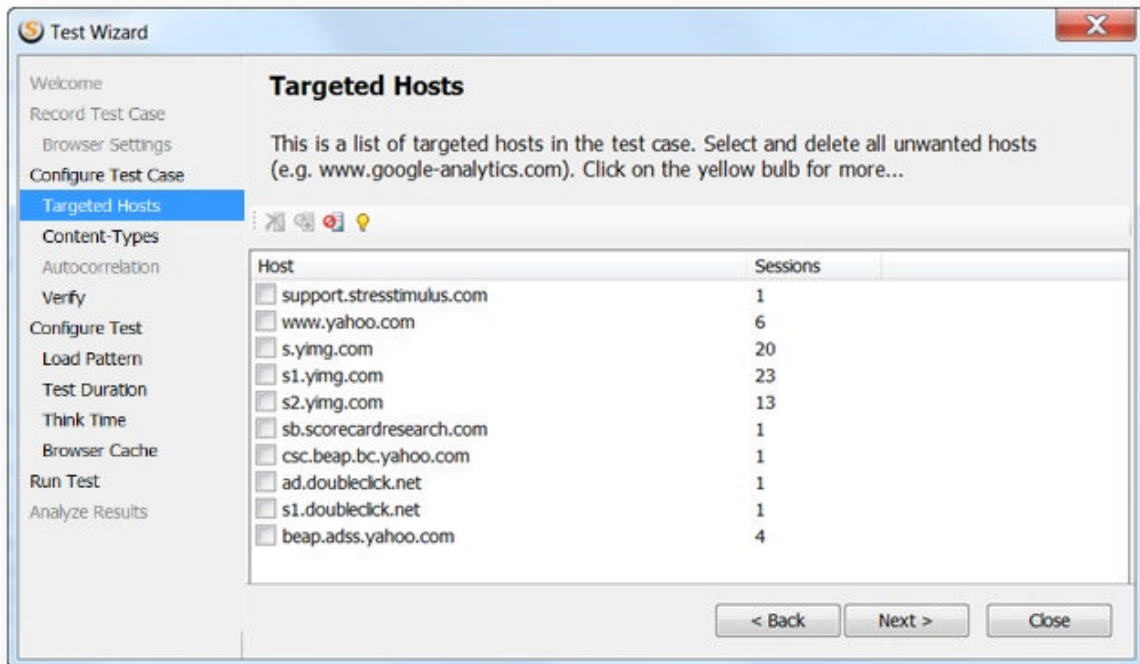 Test Wizard
Welcome
Record Test Case
Browser Settings
Configure Test Case
Targeted Hosts
Content-Types
Autocorrelation
Verify
Configure Test
Load Pattern
Test Duration
Think Time
Browser Cache
Run Test
Analyze Results
Targeted Hosts
This is a list of targeted hosts in the test case. Select and delete all unwanted hosts
(e.g. www.google-analytics.com). Click on the yellow bulb for more...
Host Sessions
support.stresstimulus.com 1
www.yahoo.com 6
s.yimg.com 20
s1.yimg.com 23
s2.yimg.com 13
sb.scorecardresearch.com 1
csc.beap.bc.yahoo.com 1
ad.doubleclick.net 1
s1.doubleclick.net 1
beap.adss.yahoo.com 4
< Back Next > Close